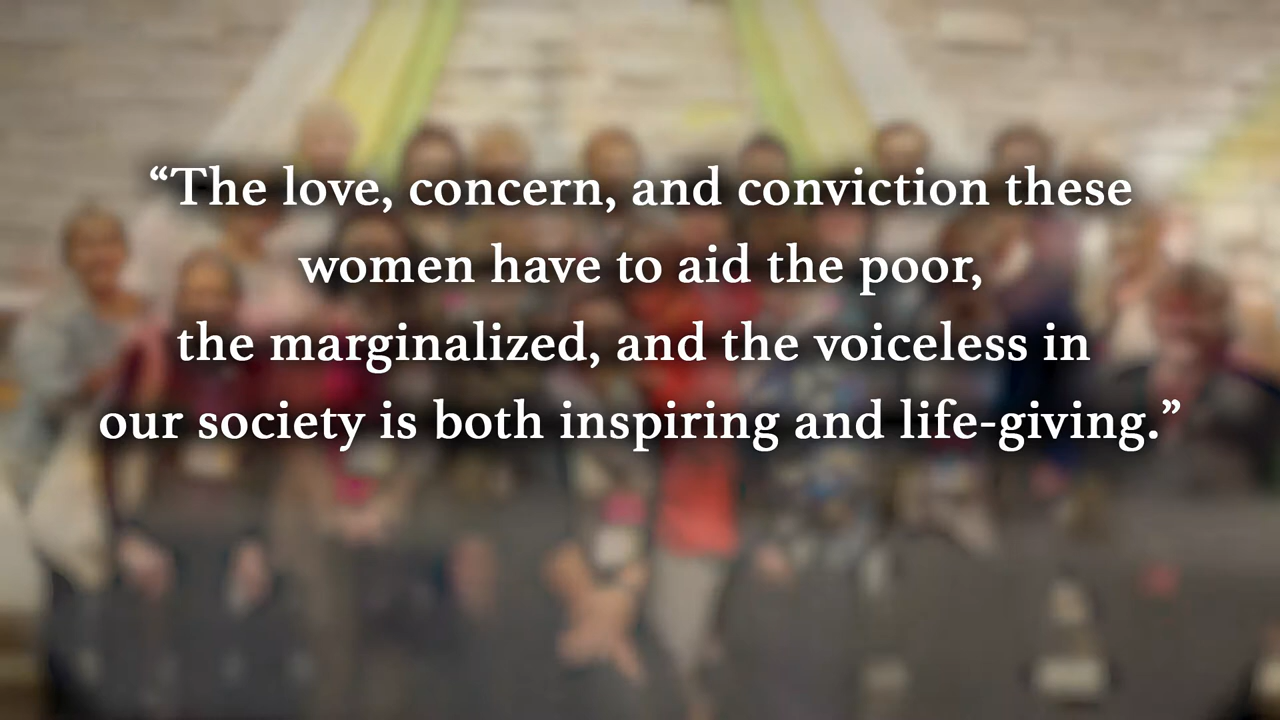 “The love, concern, and conviction these
women have to aid the poor,
the marginalized, and the voiceless in
our society is both inspiring and life-giving.”